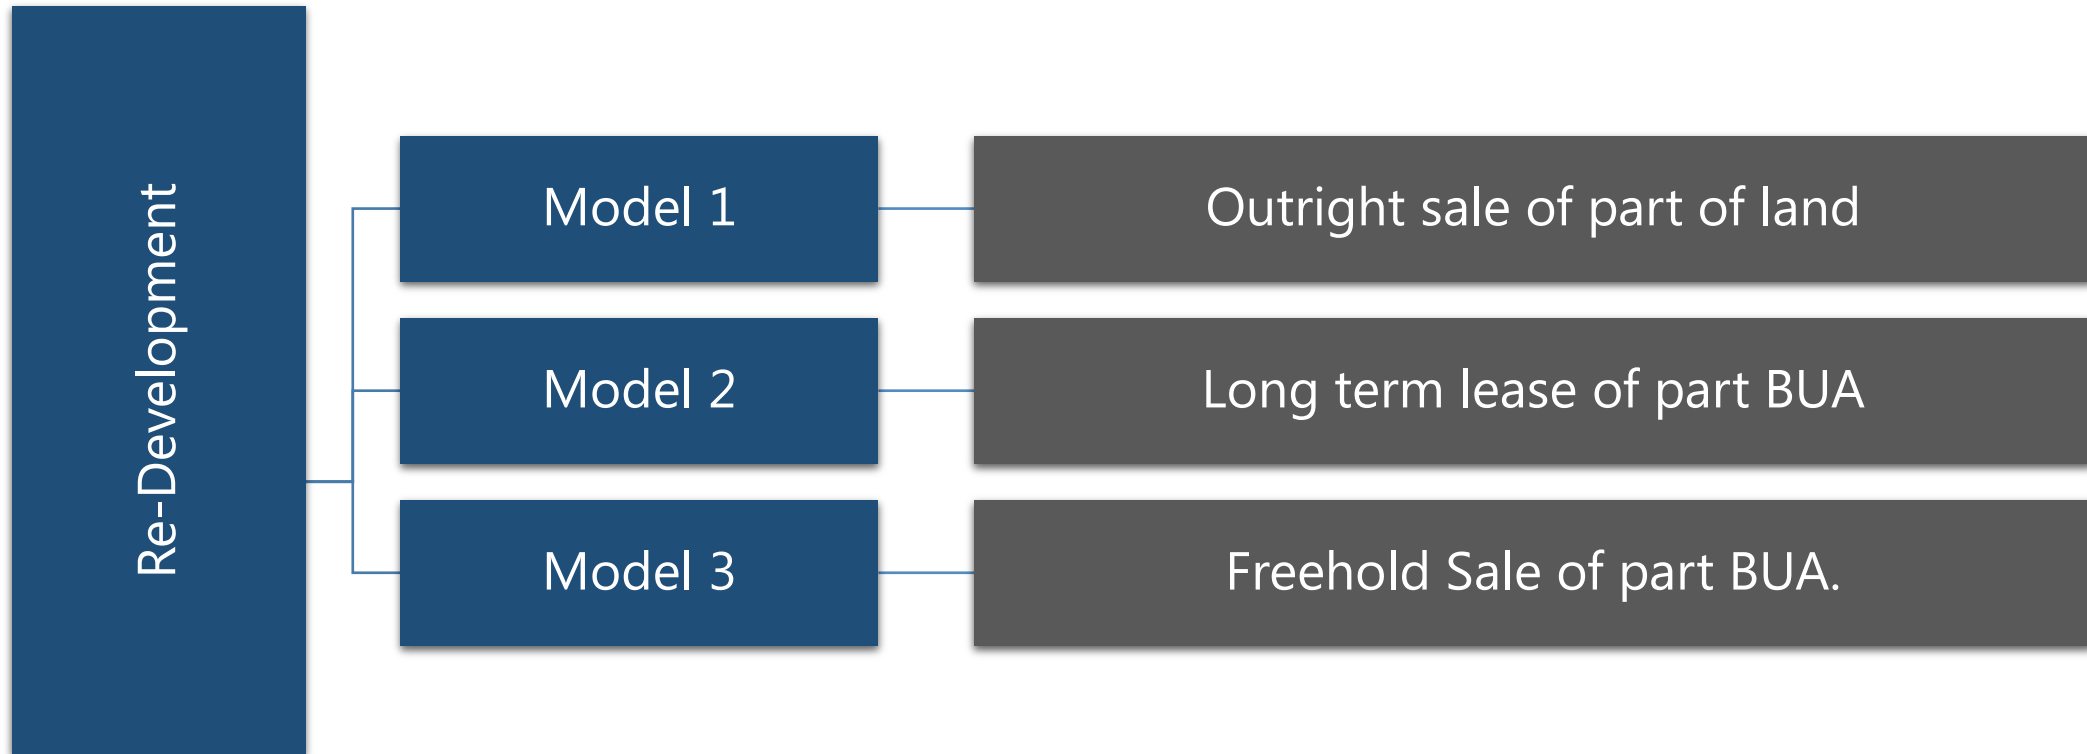 Re-Development
Model 1
Outright sale of part of land
Model 2
Long term lease of part BUA
Model 3
Freehold Sale of part BUA.